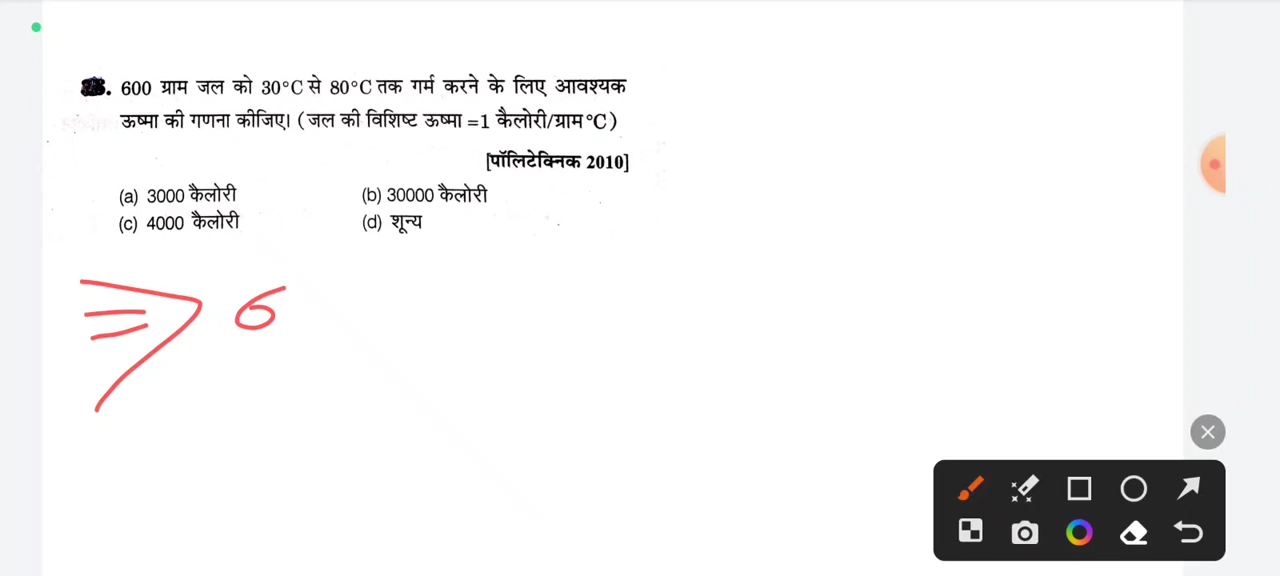 600 ग्राम जल को 30°C से 80°C तक गर्म करने के लिए आवश्यक
ऊष्मा की गणना कीजिए। (जल की विशिष्ट ऊष्मा =1 कैलोरी/ग्राम°C)
[पॉलिटेक्निक 2010]
(a) 3000 कैलोरी (b) 30000 कैलोरी
(c) 4000 कैलोरी (d) शून्य
6